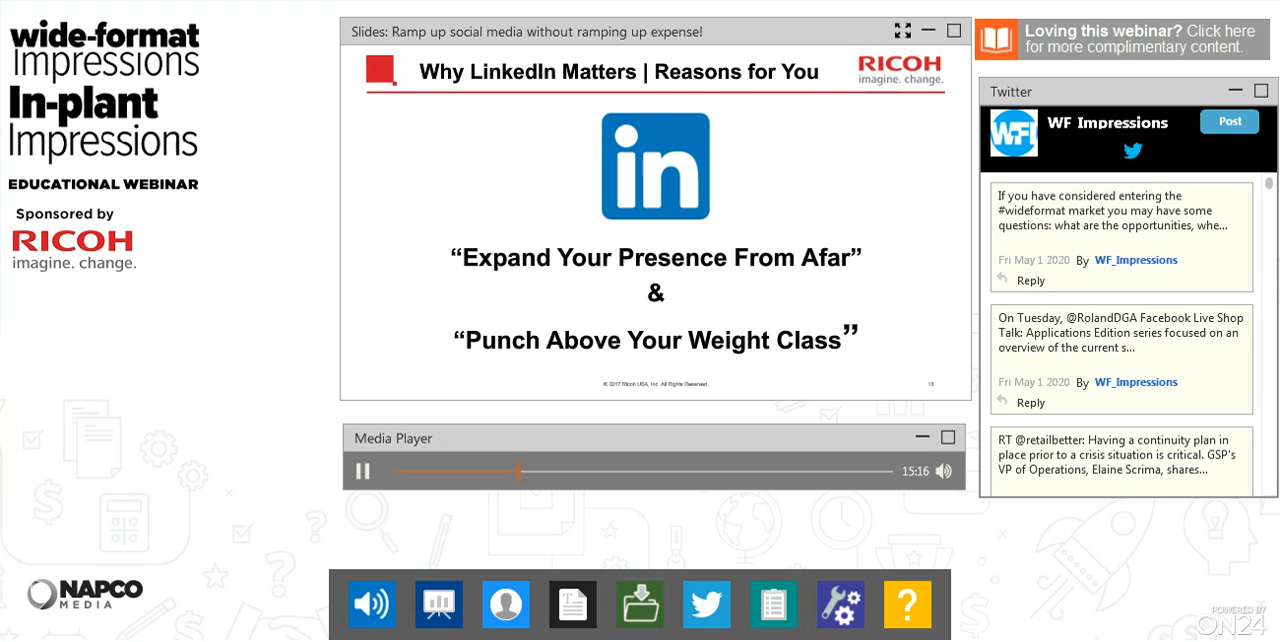 wide-format
Impressions
In-plant
Impressions
EDUCATIONAL WEBINAR
Sponsored by
RICOH
imagine. change.
Slides: Ramp up social media without ramping up expense!
Why LinkedIn Matters | Reasons for You
RICOH
imagine. change.
in
“Expand Your Presence From Afar”
&
“Punch Above Your Weight Class”
© 2017 Ricoh USA, Inc. All Rights Reserved
13
Media Player
15:16
Loving this webinar? Click here
for more complimentary content.
Twitter
WFI
WF Impressions
Post
If you have considered entering the
#wideformat market you may have some
questions: what are the opportunities, whe...
Fri May 1 2020 By WF_Impressions
Reply
On Tuesday, @RolandDGA Facebook Live Shop
Talk: Applications Edition series focused on an
overview of the current s...
Fri May 1 2020 By WF_Impressions
Reply
RT @retailbetter: Having a continuity plan in
place prior to a crisis situation is critical. GSP's
VP of Operations, Elaine Scrima, shares...
NAPCO
MEDIA
?
POWERED BY
ON24